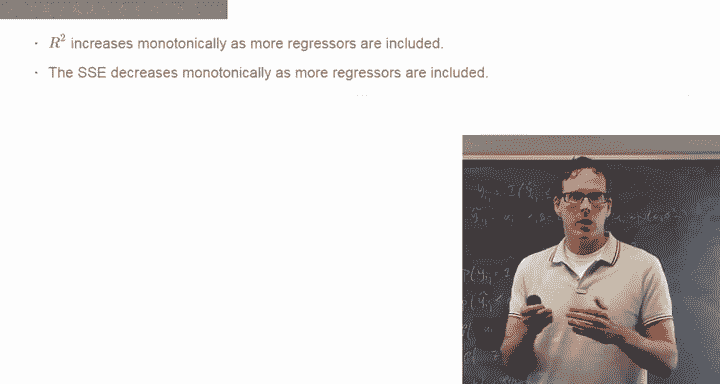 · R² increases monotonically as more regressors are included.
· The SSE decreases monotonically as more regressors are included.